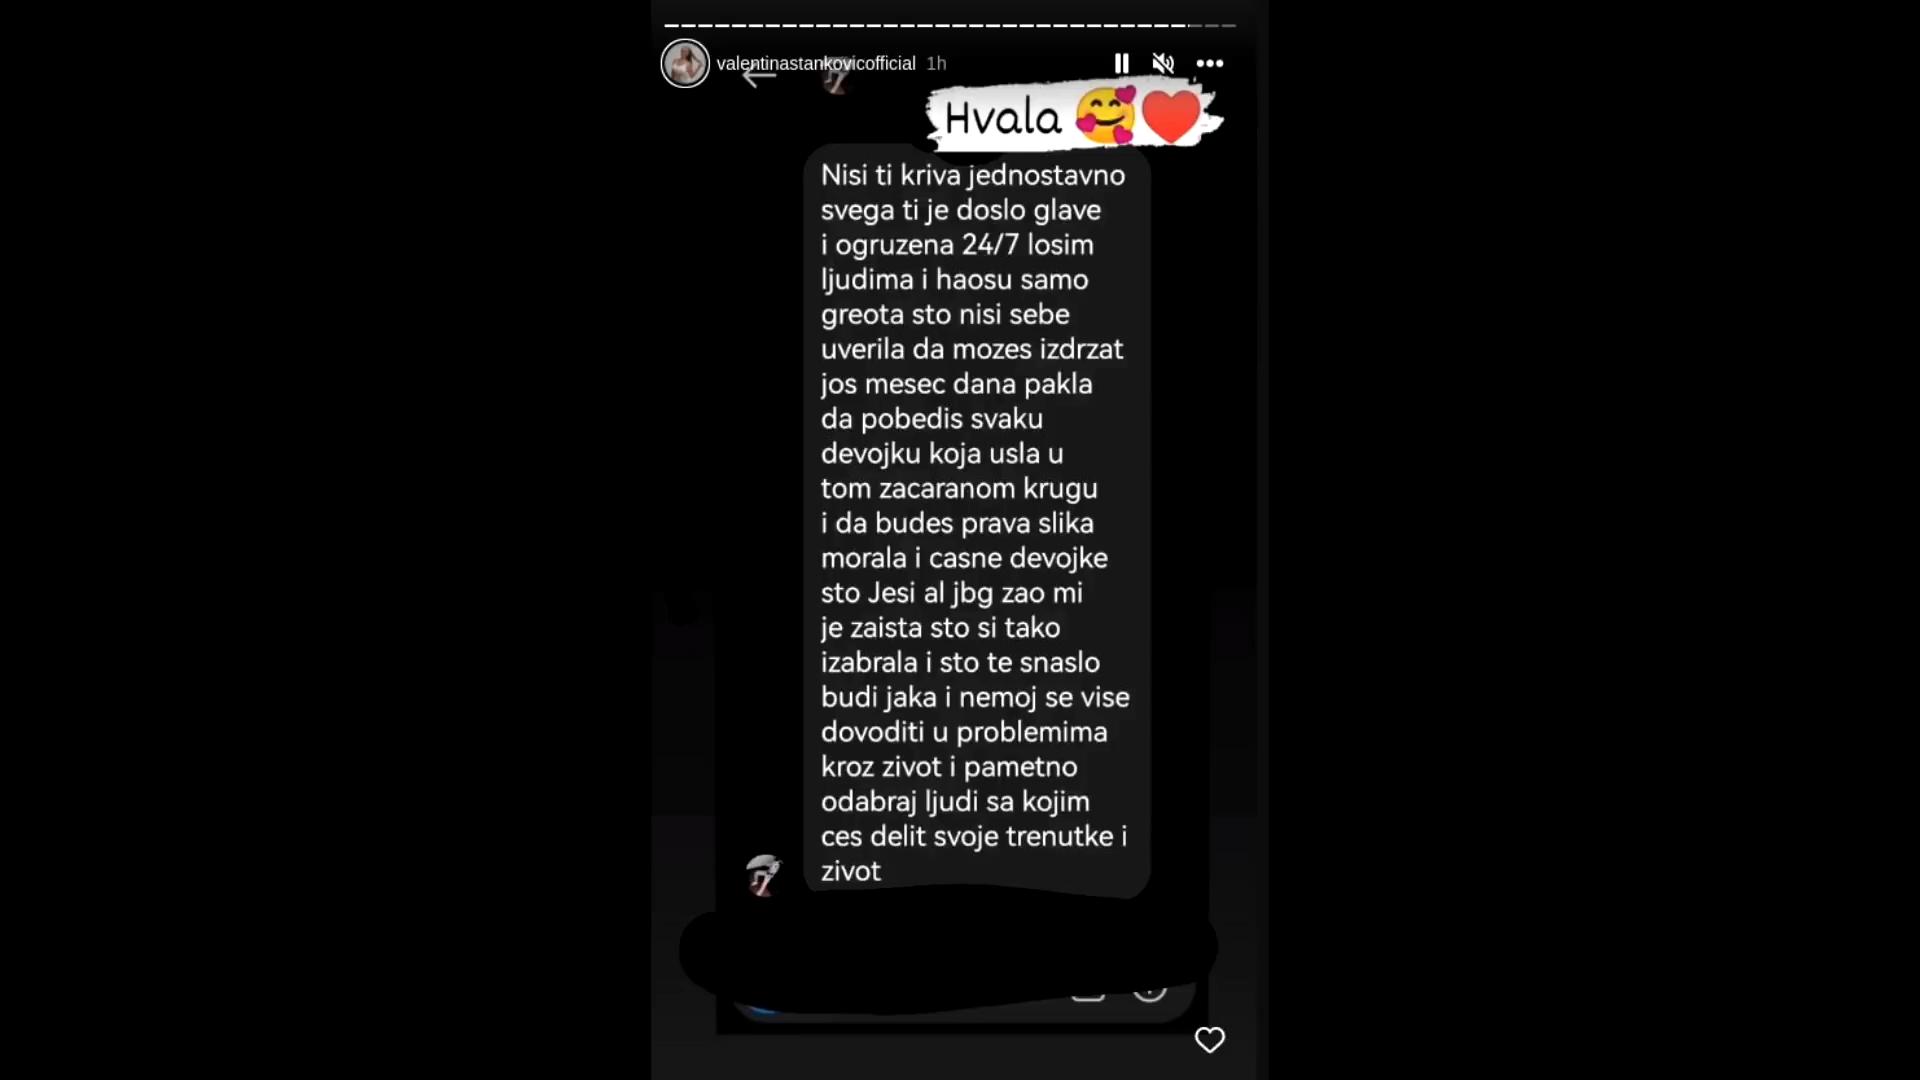 valentinastankovicofficial 1h
Hvala
Nisi ti kriva jednostavno
svega ti je doslo glave
i ogruzena 24/7 losim
ljudima i haosu samo
greota sto nisi sebe
uverila da mozes izdrzat
jos mesec dana pakla
da pobedis svaku
devojku koja usla u
tom zacaranom krugu
i da budes prava slika
morala i casne devojke
sto Jesi al jbg zao mi
je zaista sto si tako
izabrala i sto te snaslo
budi jaka i nemoj se vise
dovoditi u problemima
kroz zivot i pametno
odabraj ljudi sa kojim
ces delit svoje trenutke i
zivot